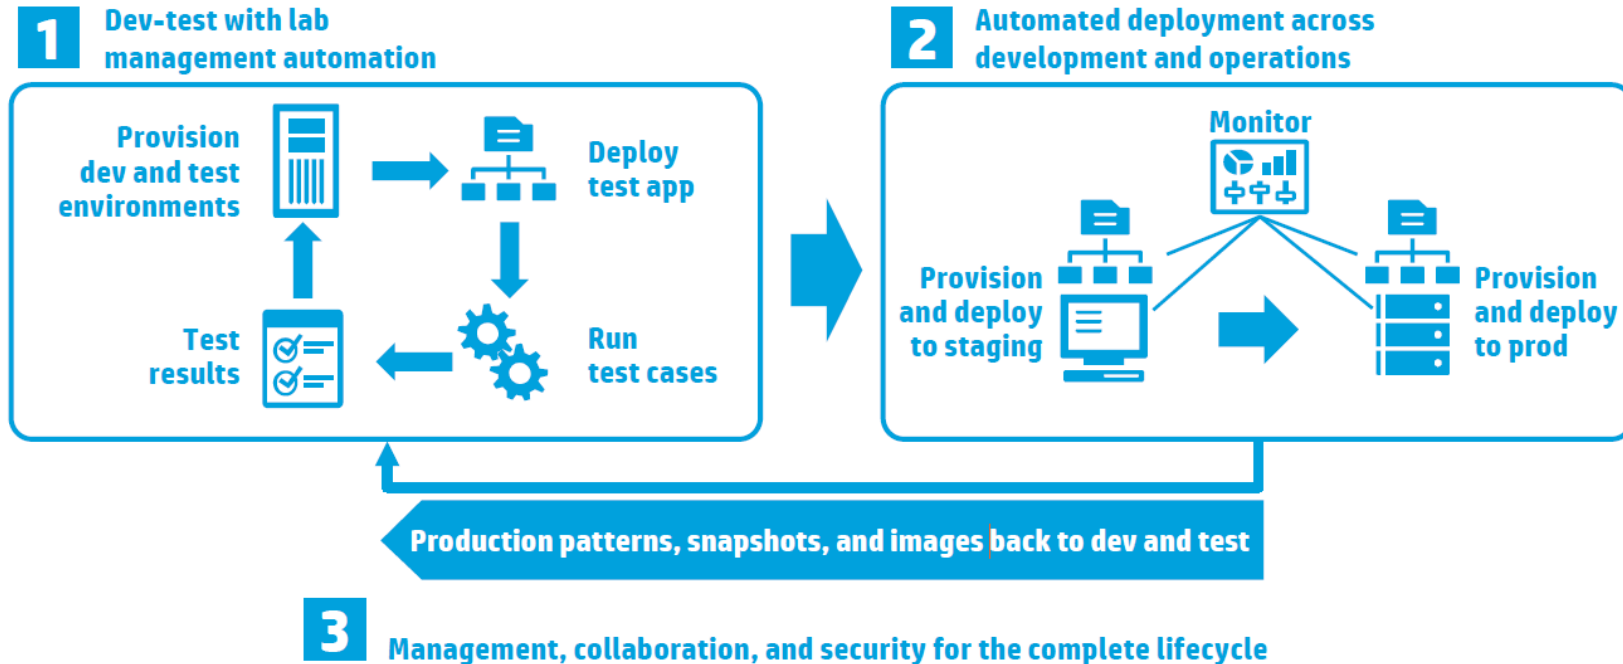 1
Dev-test with lab
management automation
Provision
dev and test
environments
Deploy
test app
Test
results
Run
test cases
2
Automated deployment across
development and operations
Monitor
Provision
and deploy
to staging
Provision
and deploy
to prod
Production patterns, snapshots, and images back to dev and test
3
Management, collaboration, and security for the complete lifecycle